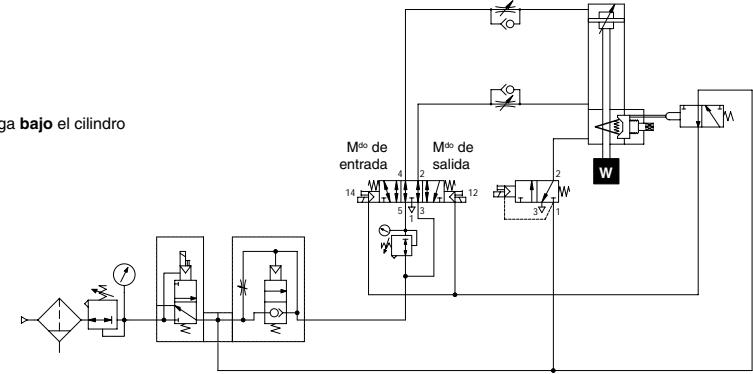 ga bajo el cilindro
Mdo de
entrada
Mdo de
salida
4 2
14 12
5 3
1
2
3 1
W